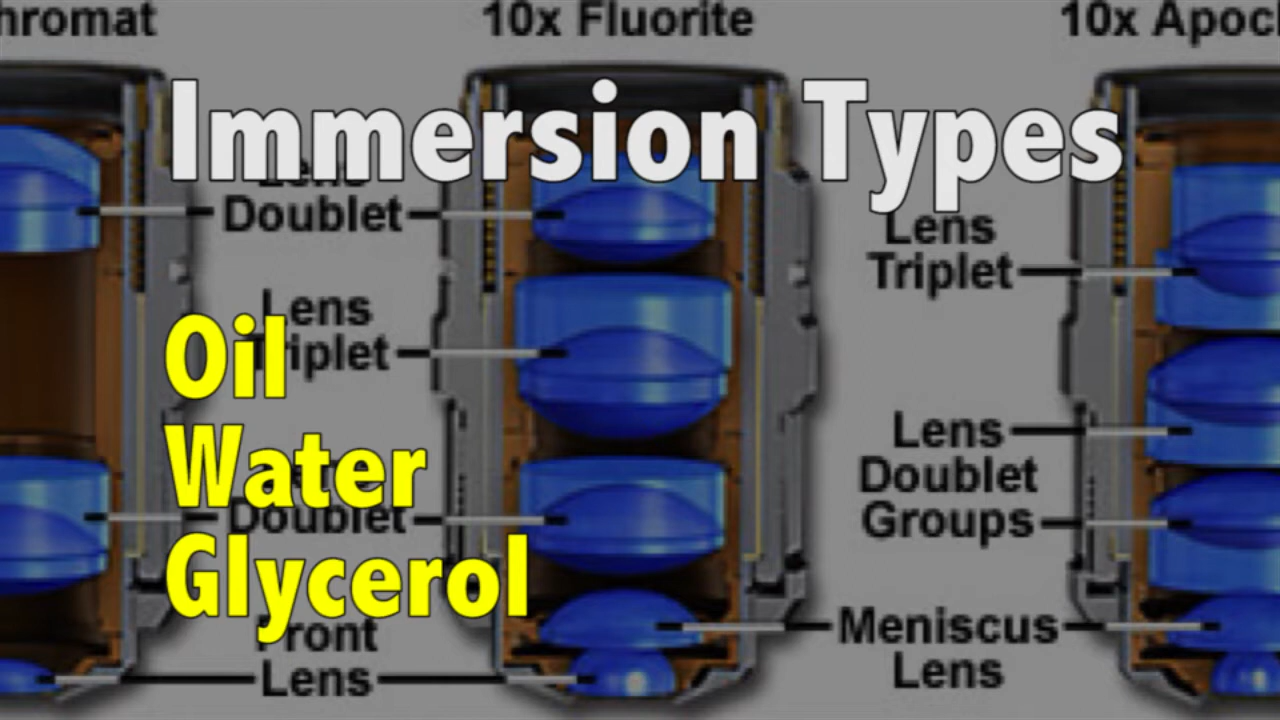 hromat
10x Fluorite
10x Apoc
Immersion Types
Lens
Doublet
Lens
Triplet
Lens
Triplet
Oil
Water
Lens
Doublet
Groups
Doublet
Glycerol
Front
Lens
Meniscus
Lens